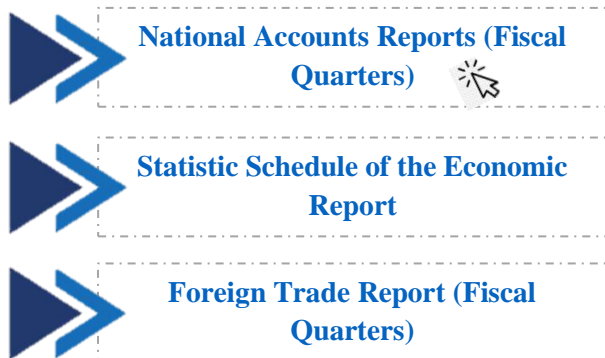 National Accounts Reports (Fiscal
Quarters)
Statistic Schedule of the Economic
Report
Foreign Trade Report (Fiscal
Quarters)